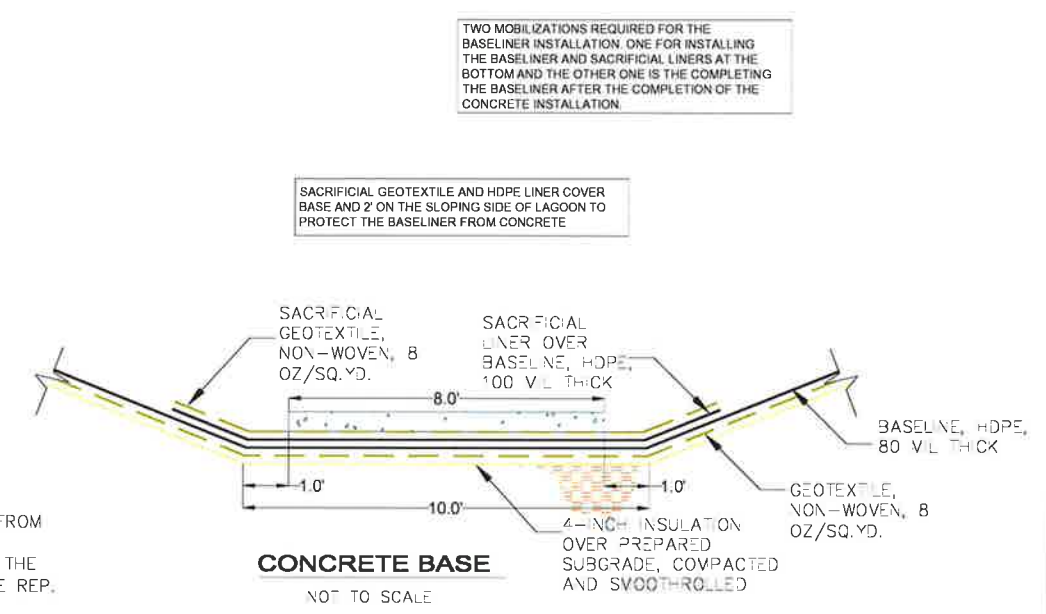 TWO MOBILIZATIONS REQUIRED FOR THE
BASELINER INSTALLATION. ONE FOR INSTALLING
THE BASELINER AND SACRIFICIAL LINERS AT THE
BOTTOM AND THE OTHER ONE IS THE COMPLETING
THE BASELINER AFTER THE COMPLETION OF THE
CONCRETE INSTALLATION.
SACRIFICIAL GEOTEXTILE AND HDPE LINER COVER
BASE AND 2' ON THE SLOPING SIDE OF LAGOON TO
PROTECT THE BASELINER FROM CONCRETE
SACRIFICIAL
GEOTEXTILE,
NON-WOVEN, 8
OZ/SQ.YD.
SACRIFICIAL
LINER OVER
BASELINE, HDPE,
100 MIL THICK
8.0'
BASELINE, HDPE,
80 MIL THICK
1.0'
1.0'
10.0'
GEOTEXTILE,
NON-WOVEN, 8
OZ/SQ.YD.
4-INCH INSULATION
OVER PREPARED
SUBGRADE, COMPACTED
AND SMOOTHROLLED
FROM
THE
REP.
CONCRETE BASE
NOT TO SCALE